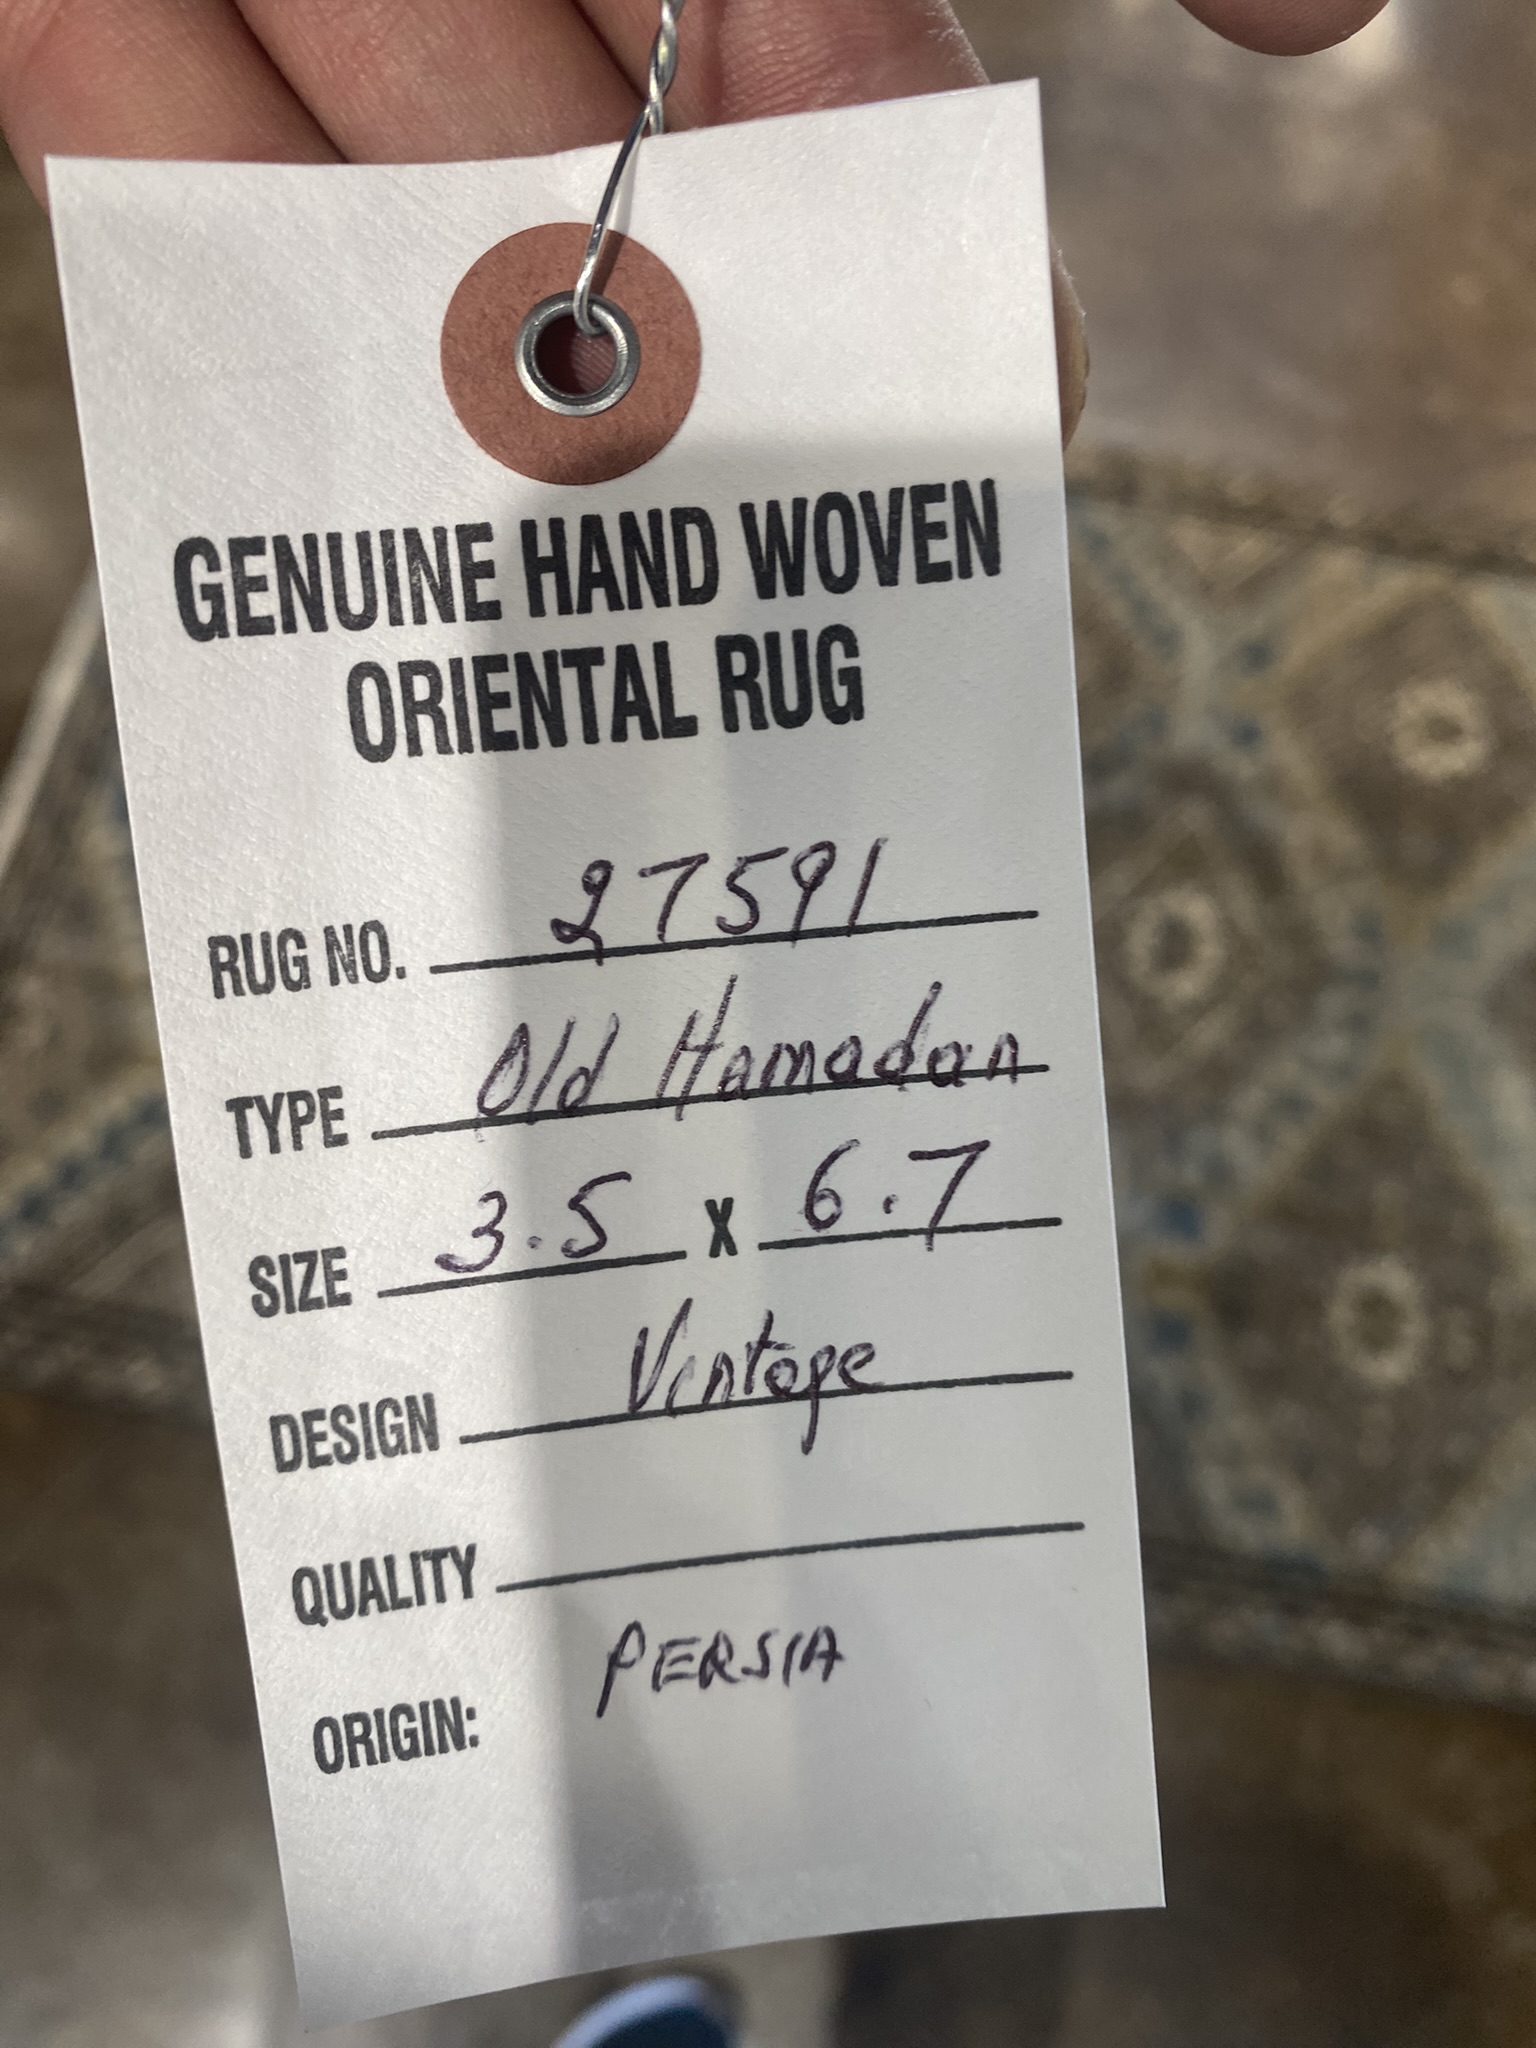 GENUINE HAND WOVEN
ORIENTAL RUG
RUG NO. 27591
TYPE Old Hamadan
SIZE 3.5 X 6.7
DESIGN Vintage
QUALITY
ORIGIN: PERSIA